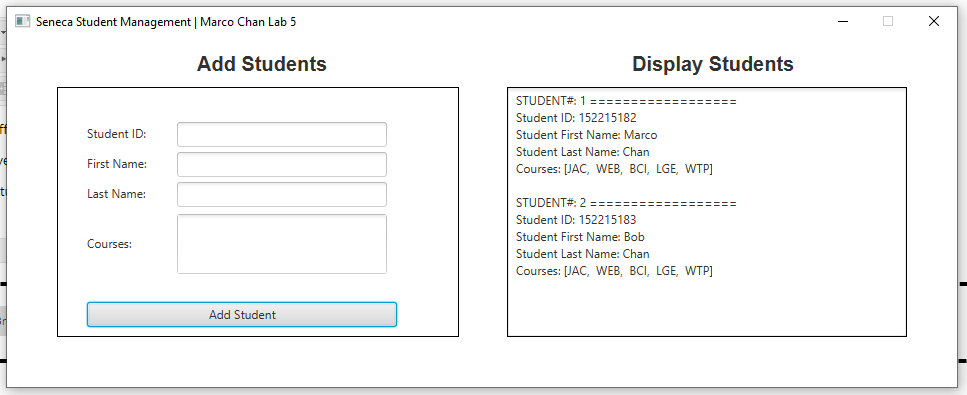 Seneca Student Management | Marco Chan Lab 5
Add Students
Student ID:
First Name:
Last Name:
Courses:
Add Student
Display Students
STUDENT#: 1 ==================
Student ID: 152215182
Student First Name: Marco
Student Last Name: Chan
Courses: [JAC, WEB, BCI, LGE, WTP]
STUDENT#: 2 ==================
Student ID: 152215183
Student First Name: Bob
Student Last Name: Chan
Courses: [JAC, WEB, BCI, LGE, WTP]